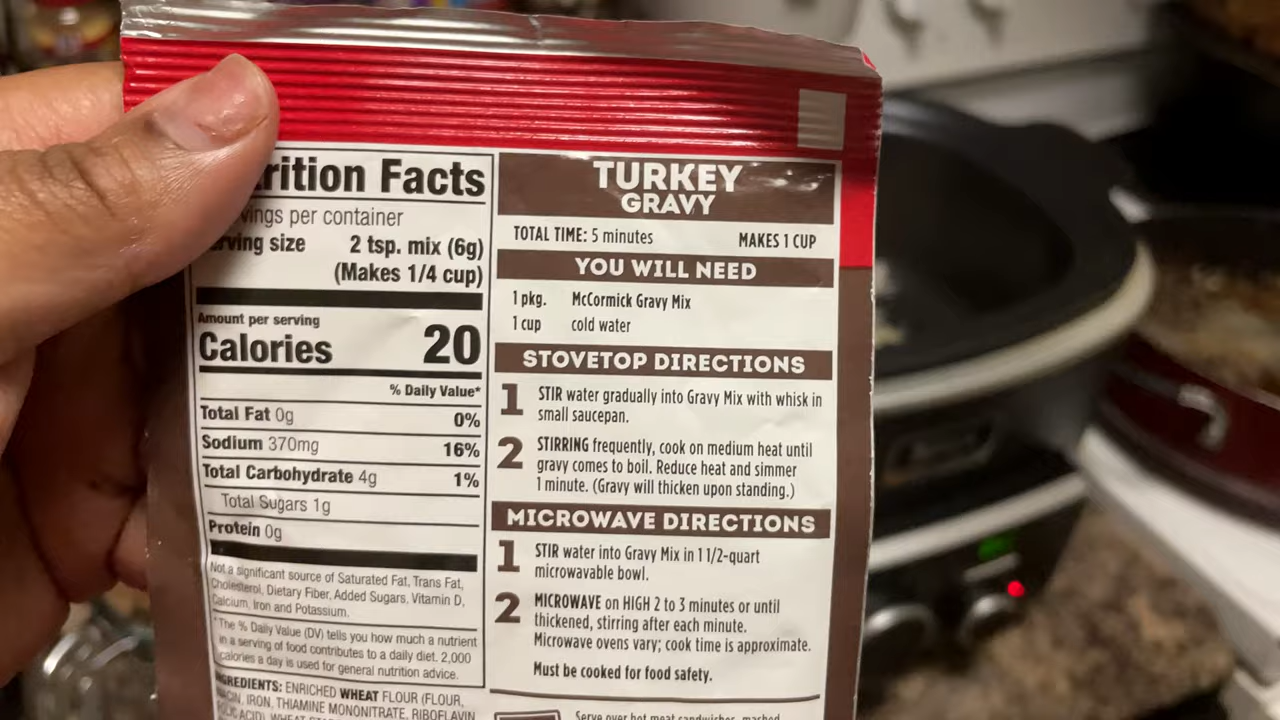 rition Facts
vings per container
rving size 2 tsp. mix (6g)
(Makes 1/4 cup)
Amount per serving
Calories 20
% Daily Value*
Total Fat 0g 0%
Sodium 370mg 16%
Total Carbohydrate 4g 1%
Total Sugars 1g
Protein 0g
Not a significant source of Saturated Fat, Trans Fat,
Cholesterol, Dietary Fiber, Added Sugars, Vitamin D,
Calcium, Iron and Potassium.
*The % Daily Value (DV) tells you how much a nutrient
in a serving of food contributes to a daily diet. 2,000
calories a day is used for general nutrition advice.
INGREDIENTS: ENRICHED WHEAT FLOUR (FLOUR,
IRON, THIAMINE MONONITRATE, RIBOFLAVIN
TURKEY
GRAVY
TOTAL TIME: 5 minutes MAKES 1 CUP
YOU WILL NEED
1 pkg. McCormick Gravy Mix
1 cup cold water
STOVETOP DIRECTIONS
1 STIR water gradually into Gravy Mix with whisk in
small saucepan.
2 STIRRING frequently, cook on medium heat until
gravy comes to boil. Reduce heat and simmer
1 minute. (Gravy will thicken upon standing.)
MICROWAVE DIRECTIONS
1 STIR water into Gravy Mix in 1 1/2-quart
microwavable bowl.
2 MICROWAVE on HIGH 2 to 3 minutes or until
thickened, stirring after each minute.
Microwave ovens vary; cook time is approximate.
Must be cooked for food safety.
Serve over hot meat sandwiches, mashed